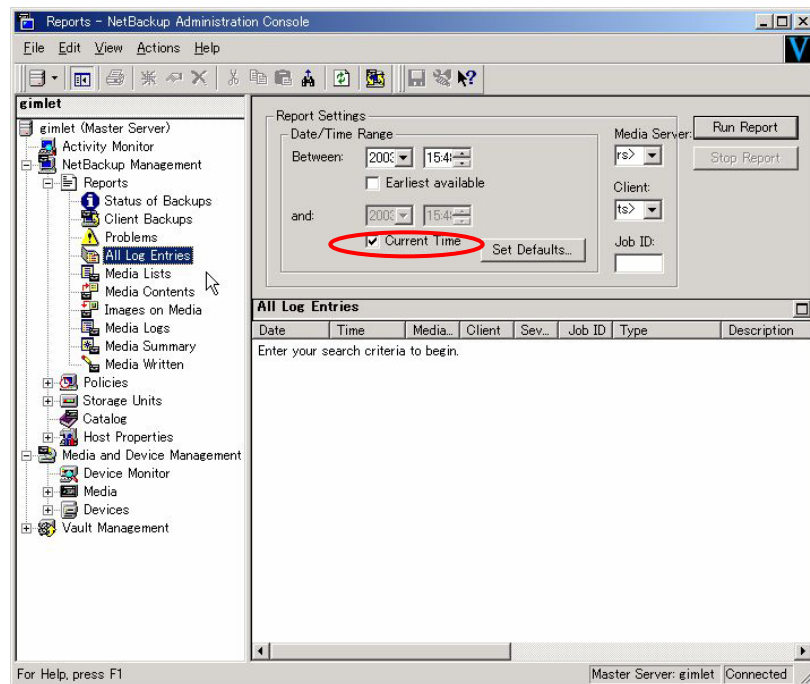 Reports - NetBackup Administration Console
File Edit View Actions Help
gimlet
gimlet (Master Server)
Activity Monitor
NetBackup Management
Reports
Status of Backups
Client Backups
Problems
All Log Entries
Media Lists
Media Contents
Images on Media
Media Logs
Media Summary
Media Written
Policies
Storage Units
Catalog
Host Properties
Media and Device Management
Device Monitor
Media
Devices
Vault Management
Report Settings
Date/Time Range
Between:
Earliest available
and:
Current Time
Set Defaults...
Media Server:
rs>
Client:
ts>
Job ID:
Run Report
Stop Report
All Log Entries
Date Time Media... Client Sev... Job ID Type Description
Enter your search criteria to begin.
For Help, press F1
Master Server: gimlet Connected